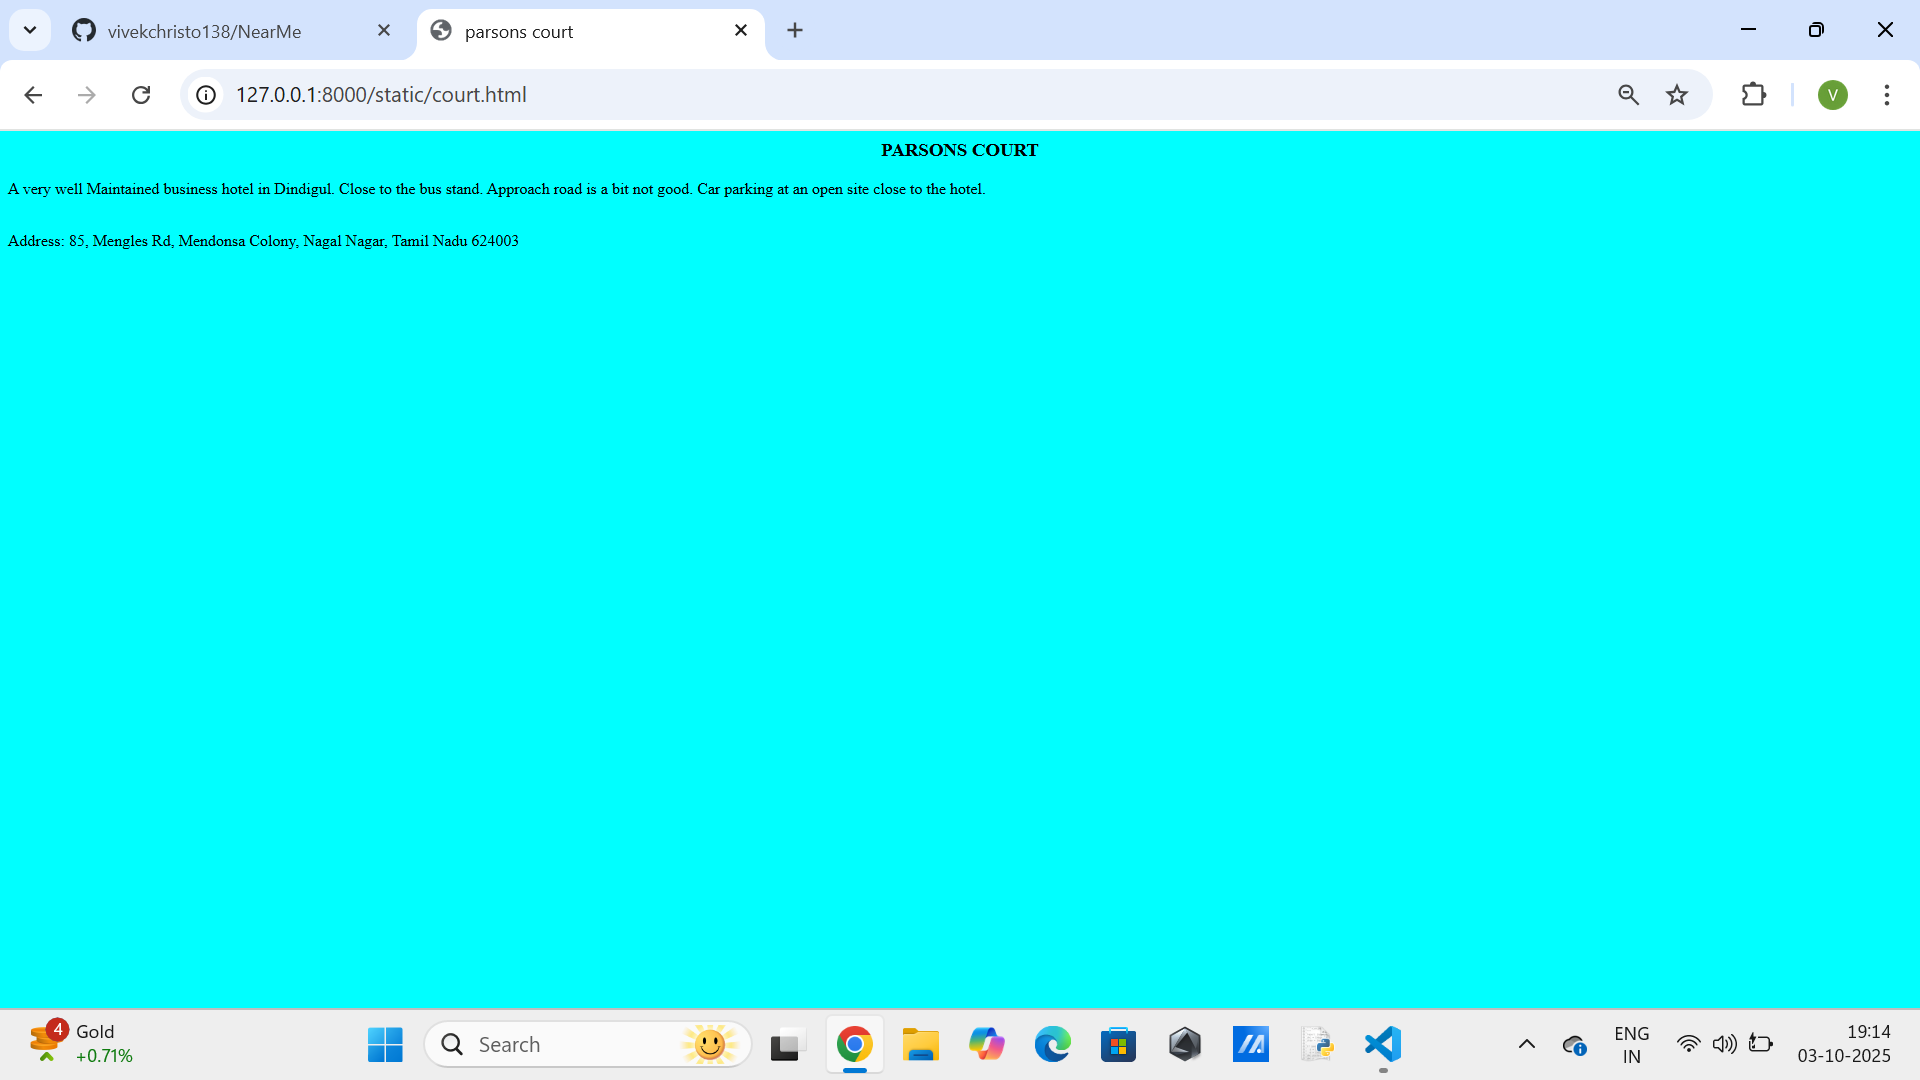 vivekchristo138/NearMe
parsons court
127.0.0.1:8000/static/court.html
V
PARSONS COURT
A very well Maintained business hotel in Dindigul. Close to the bus stand. Approach road is a bit not good. Car parking at an open site close to the hotel.
Address: 85, Mengles Rd, Mendonsa Colony, Nagal Nagar, Tamil Nadu 624003
4
Gold
+0.71%
Search
ENG
IN
19:14
03-10-2025